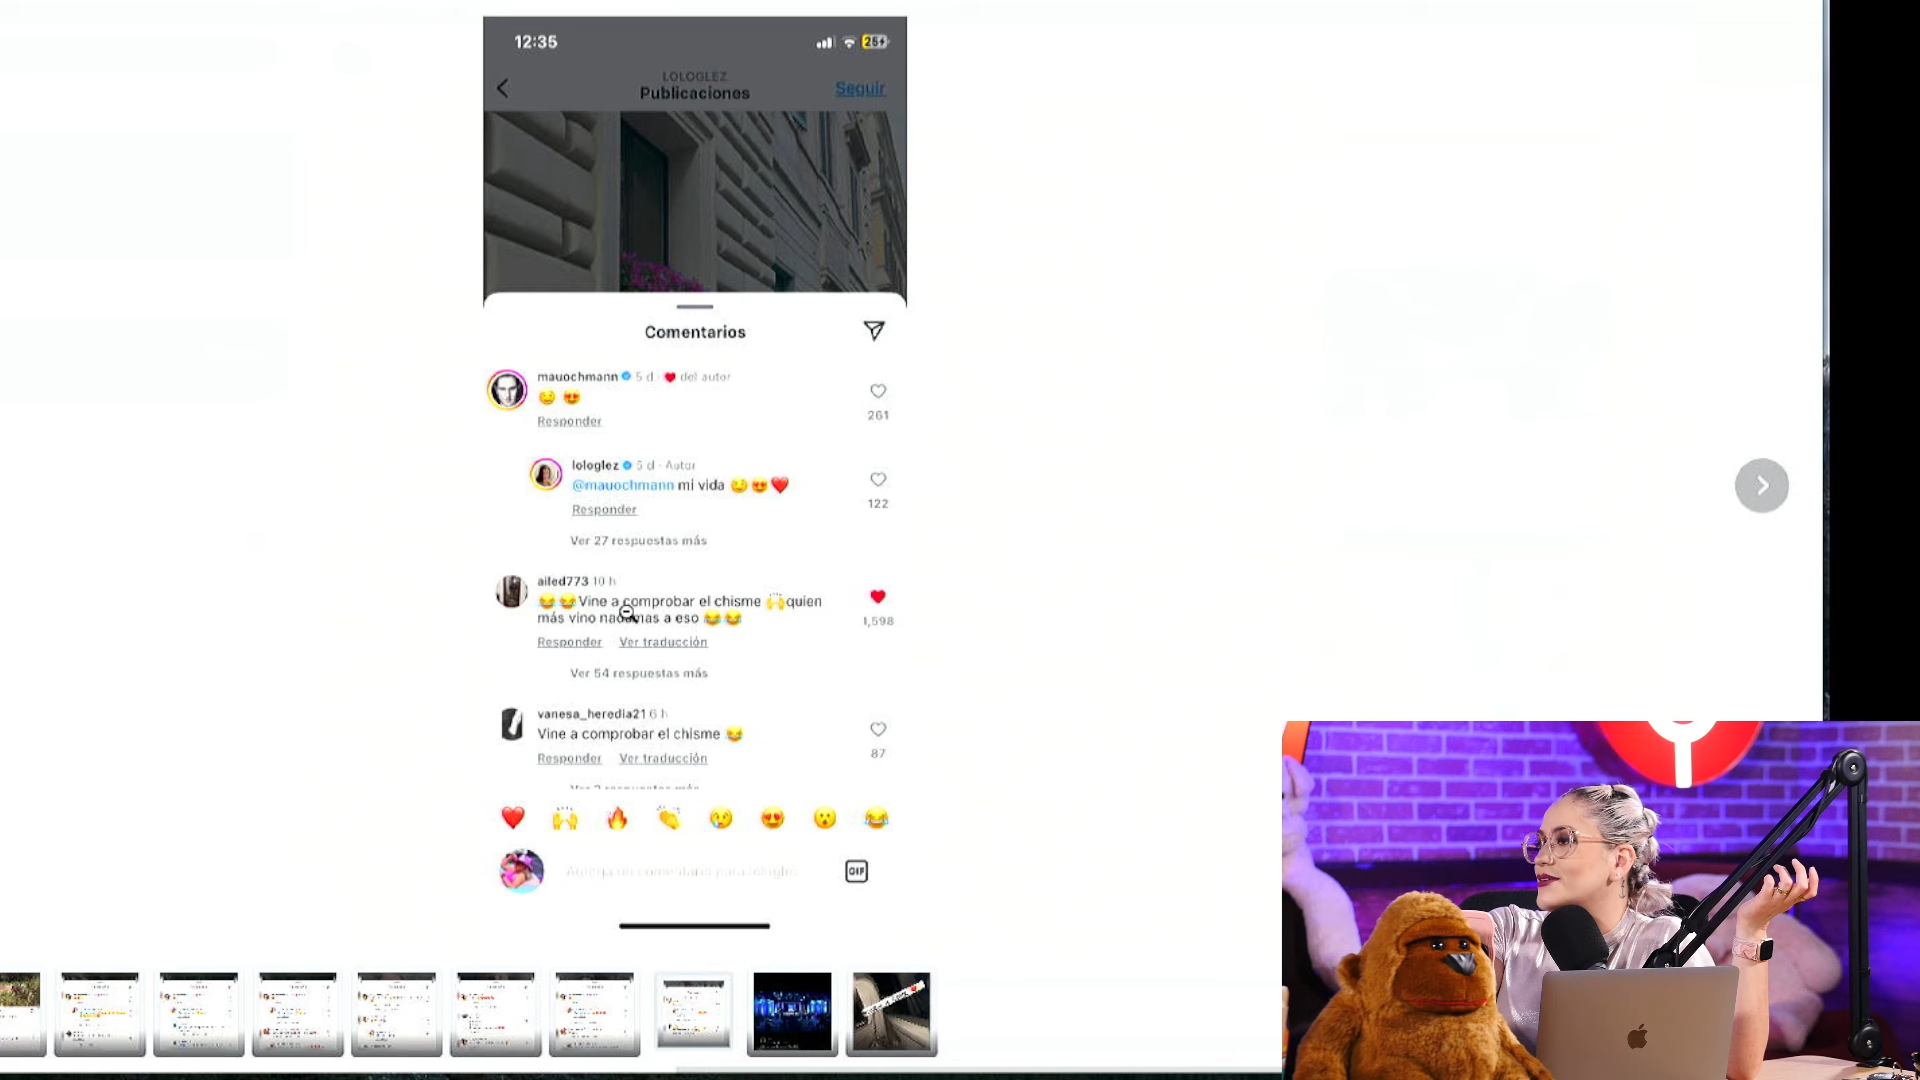 12:35
25
LOLOGLEZ
Publicaciones
Seguir
Comentarios
mauochmann 5 d · ❤️ del autor
😏 😍
261
Responder
lologlez 5 d · Autor
@mauochmann mi vida 😏😍❤️
122
Responder
Ver 27 respuestas más
ailed773 10 h
😂😂Vine a comprobar el chisme 🙌quien
más vino nadamas a eso 😂😂
1,598
Responder Ver traducción
Ver 54 respuestas más
vanesa_heredia21 6 h
Vine a comprobar el chisme 😂
87
Responder Ver traducción
❤️ 🙌 🔥 👏 😢 😍 😮 😂
GIF